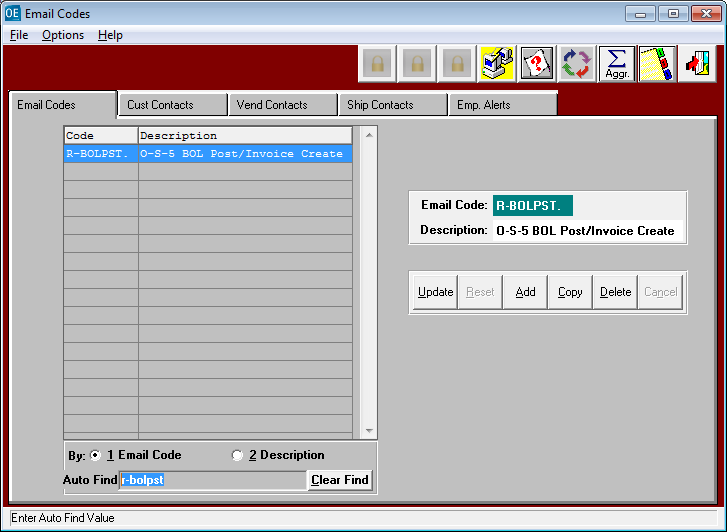 OE Email Codes
File Options Help
Σ
Aggr.
Email Codes Cust Contacts Vend Contacts Ship Contacts Emp. Alerts
Code Description
R-BOLPST. O-S-5 BOL Post/Invoice Create
Email Code: R-BOLPST.
Description: O-S-5 BOL Post/Invoice Create
Update Reset Add Copy Delete Cancel
By: 1 Email Code 2 Description
Auto Find r-bolpst Clear Find
Enter Auto Find Value